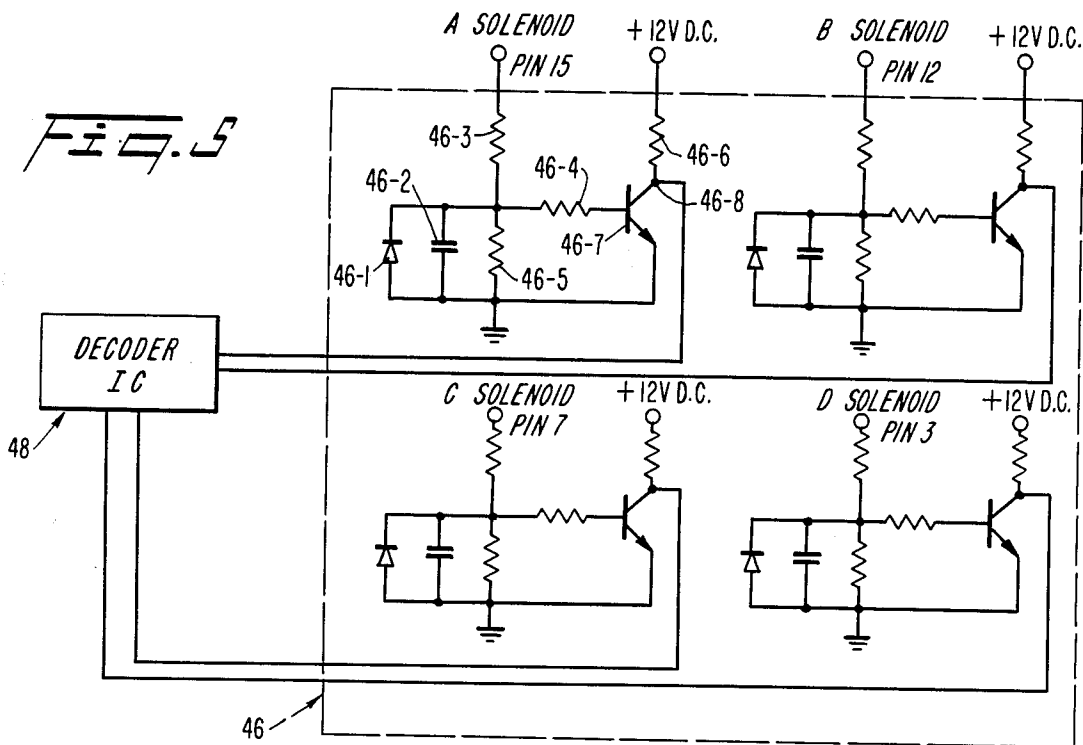 A SOLENOID
PIN 15
+12V D.C.
B SOLENOID
PIN 12
+12V D.C.
Fig. 5
46-3
46-6
46-2
46-4
46-8
46-7
46-1
46-5
DECODER
IC
48
C SOLENOID
PIN 7
+12V D.C.
D SOLENOID
PIN 3
+12V D.C.
46